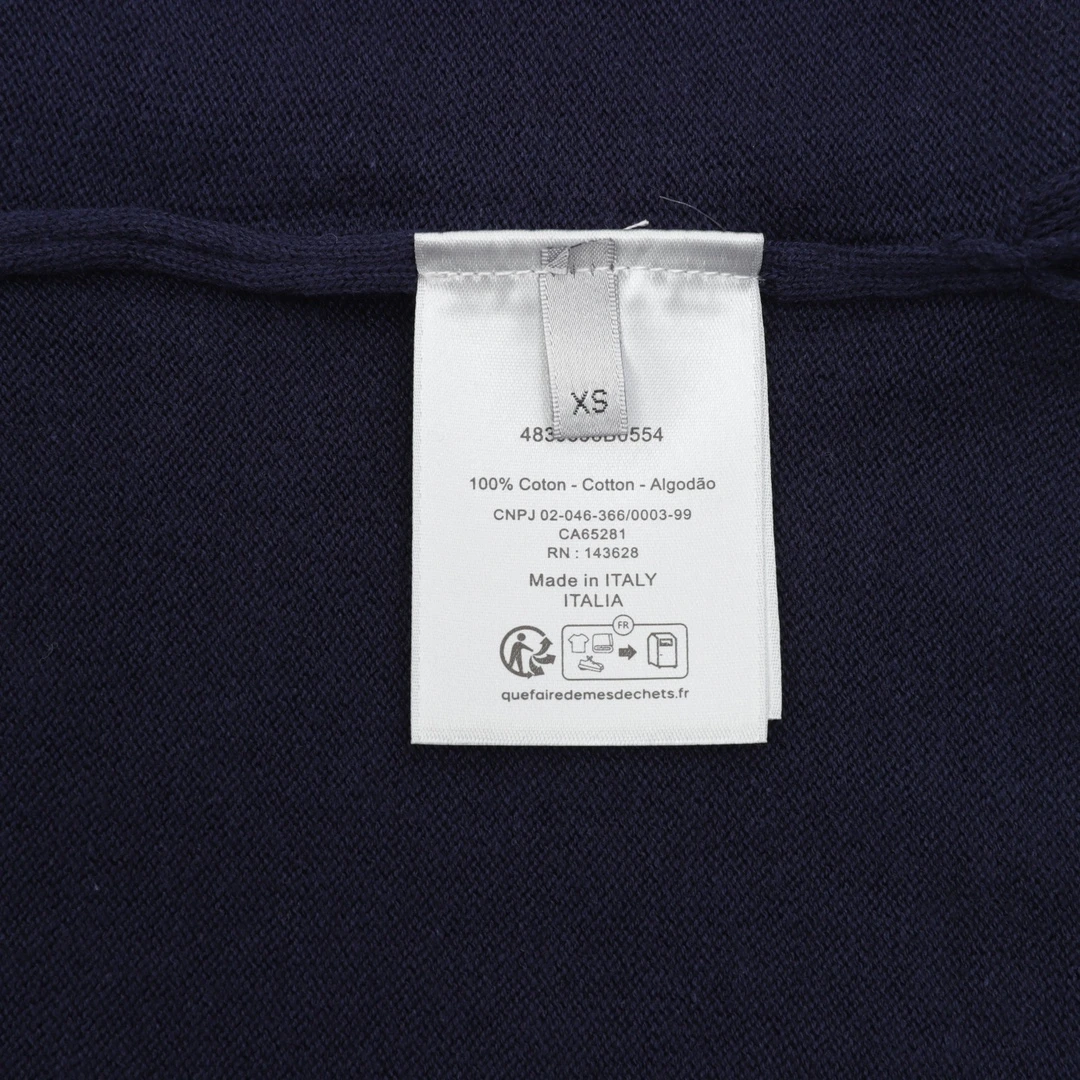 XS
100% Coton - Cotton - Algodão
CNPJ 02-046-366/0003-99
CA65281
RN : 143628
Made in ITALY
ITALIA
FR
quefairedemesdechets.fr